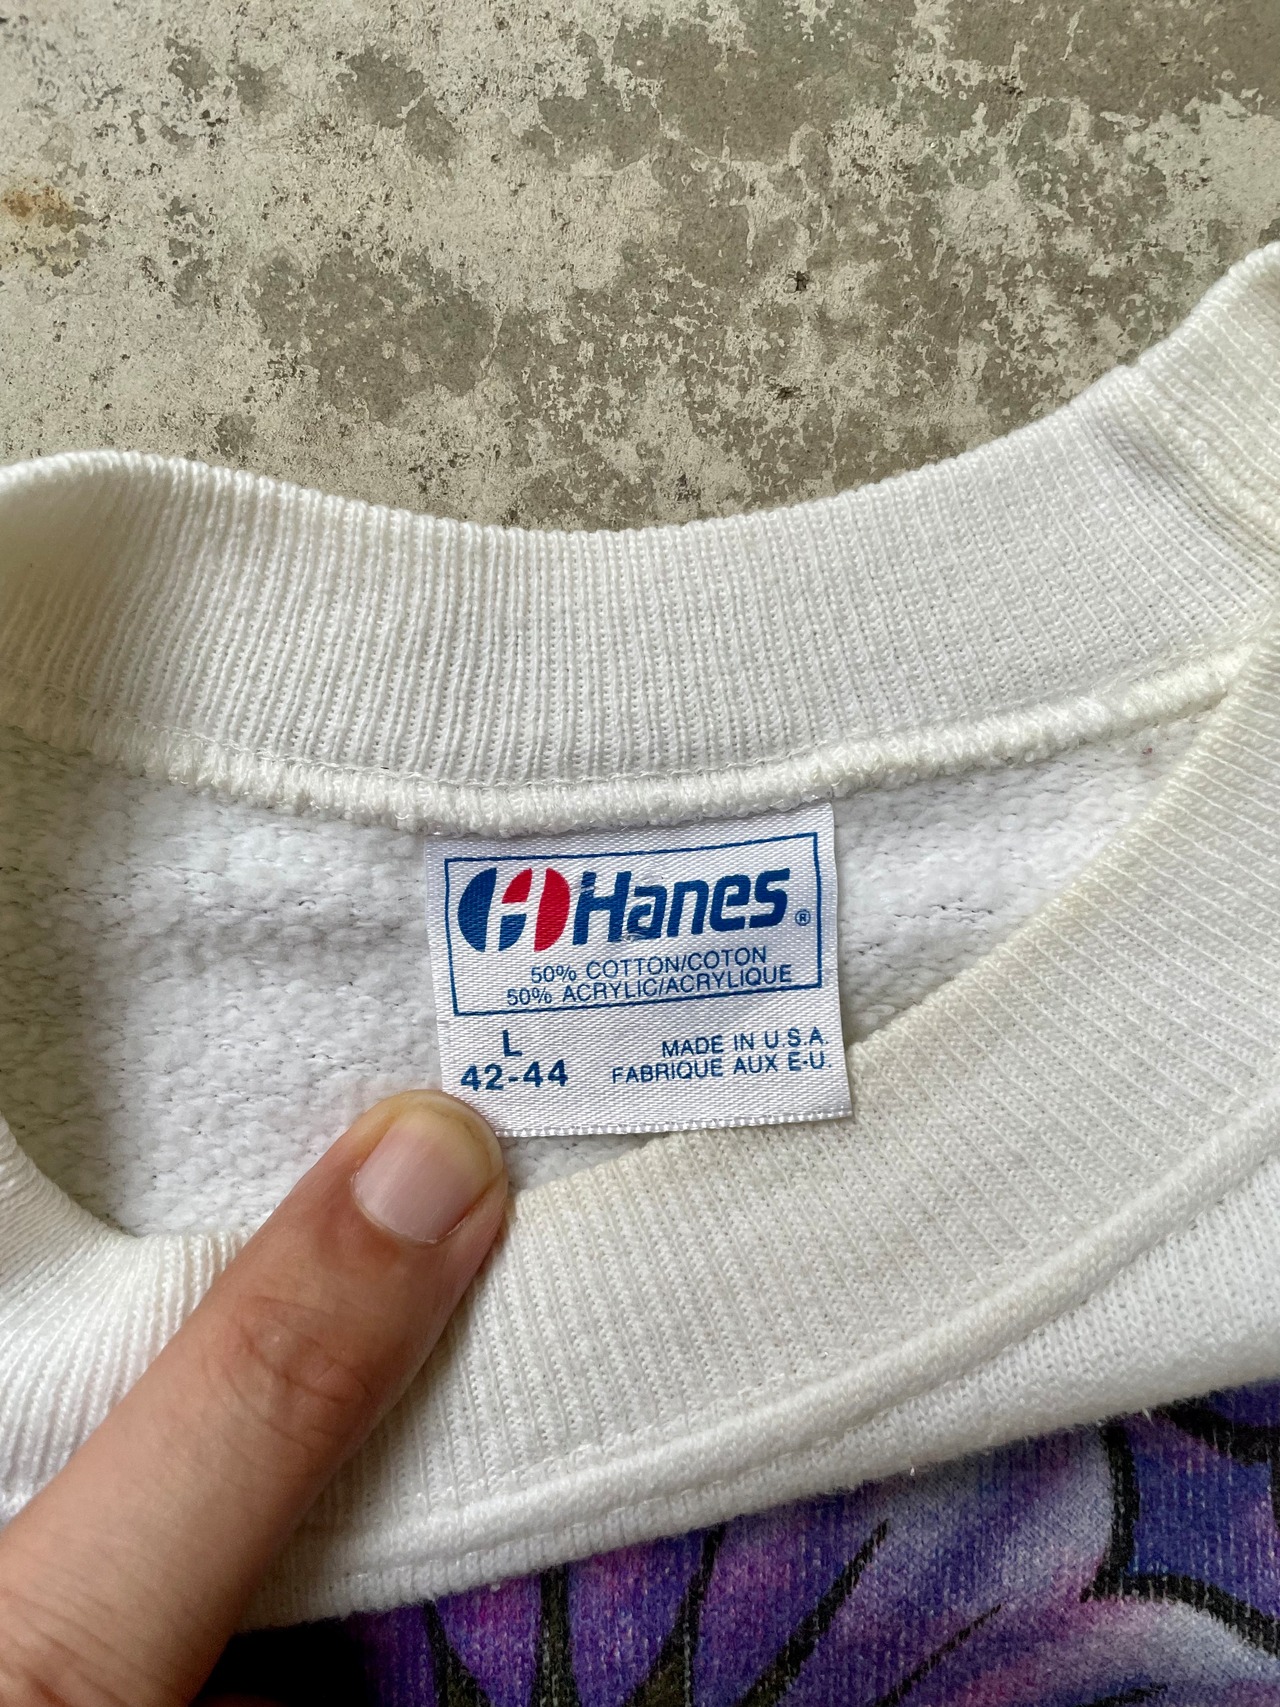 Hanes®
50% COTTON/COTON
50% ACRYLIC/ACRYLIQUE
L
42-44
MADE IN U.S.A.
FABRIQUE AUX E-U.